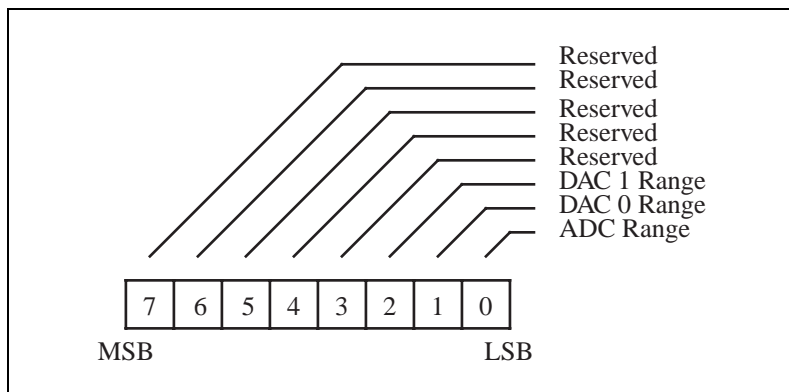 Reserved
Reserved
Reserved
Reserved
Reserved
DAC 1 Range
DAC 0 Range
ADC Range
7 6 5 4 3 2 1 0
MSB LSB